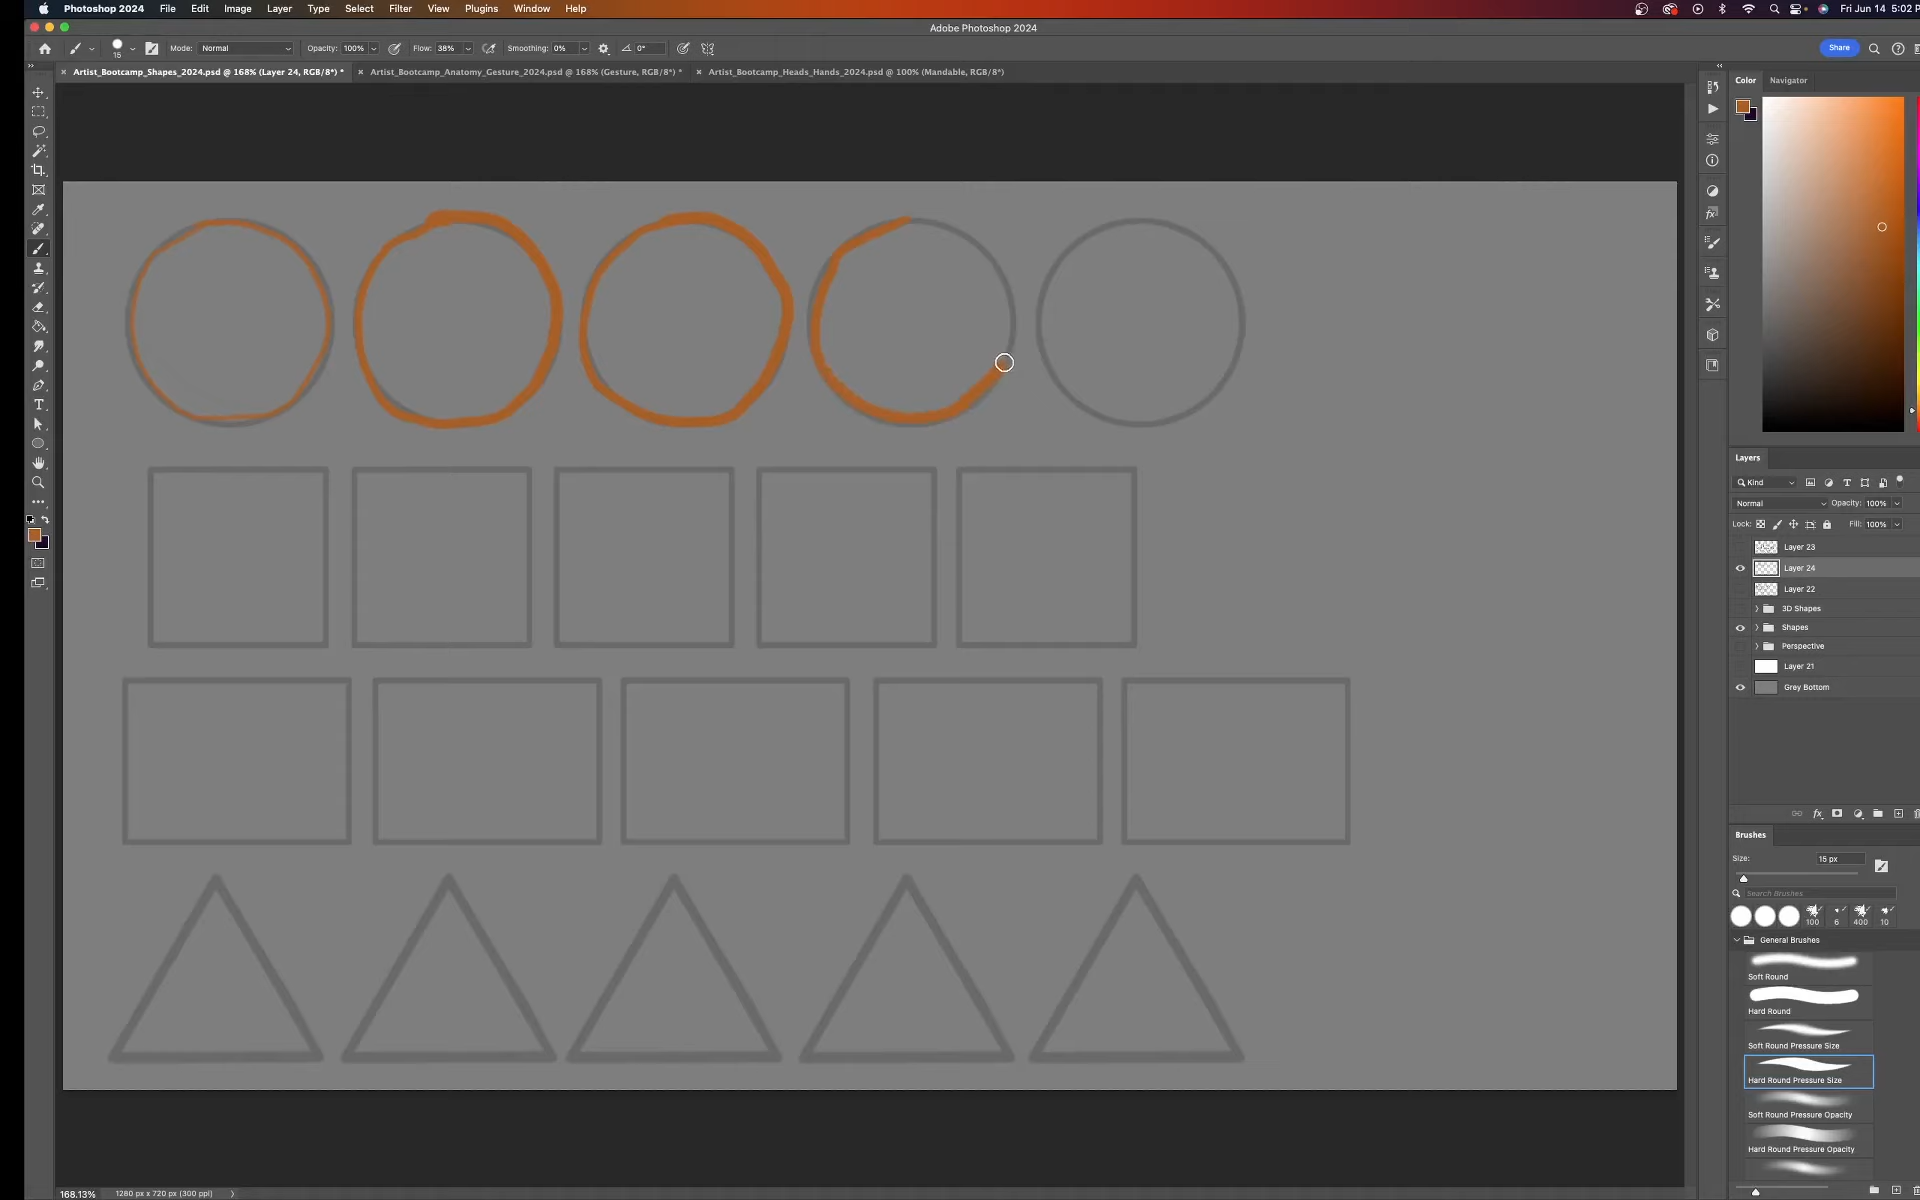 Photoshop 2024 File Edit Image Layer Type Select Filter View Plugins Window Help Fri Jun 14 5:02 P
Adobe Photoshop 2024
15 Mode: Normal Opacity: 100% Flow: 38% Smoothing: 0% 0° Share
Artist_Bootcamp_Shapes_2024.psd @ 168% (Layer 24, RGB/8*) * Artist_Bootcamp_Anatomy_Gesture_2024.psd @ 168% (Gesture, RGB/8*) * Artist_Bootcamp_Heads_Hands_2024.psd @ 100% (Mandable, RGB/8*)
Color Navigator
Layers
Kind
Normal Opacity: 100%
Lock: Fill: 100%
Layer 23
Layer 24
Layer 22
3D Shapes
Shapes
Perspective
Layer 21
Grey Bottom
fx
Brushes
Size: 15 px
Search Brushes
100 6 400 10
General Brushes
Soft Round
Hard Round
Soft Round Pressure Size
Hard Round Pressure Size
Soft Round Pressure Opacity
Hard Round Pressure Opacity
168.13% 1280 px x 720 px (300 ppi)